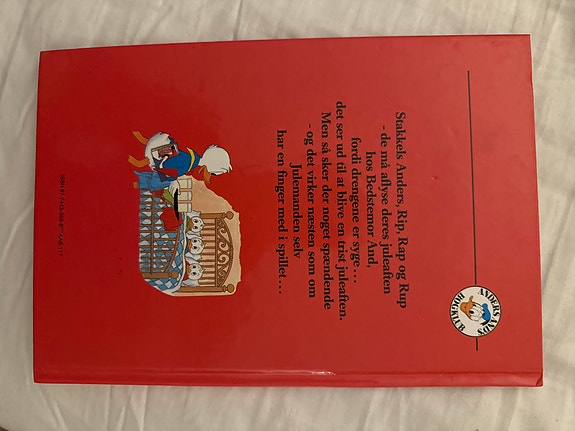 ANDERS AND'S
BOGKLUB
Stakkels Anders, Rip, Rap og Rup
- de må aflyse deres juleaften
hos Bedstemor And,
fordi drengene er syge...
det ser ud til at blive en trist juleaften.
Men så sker der noget spændende
- og det virker næsten som om
Julemanden selv
har en finger med i spillet...